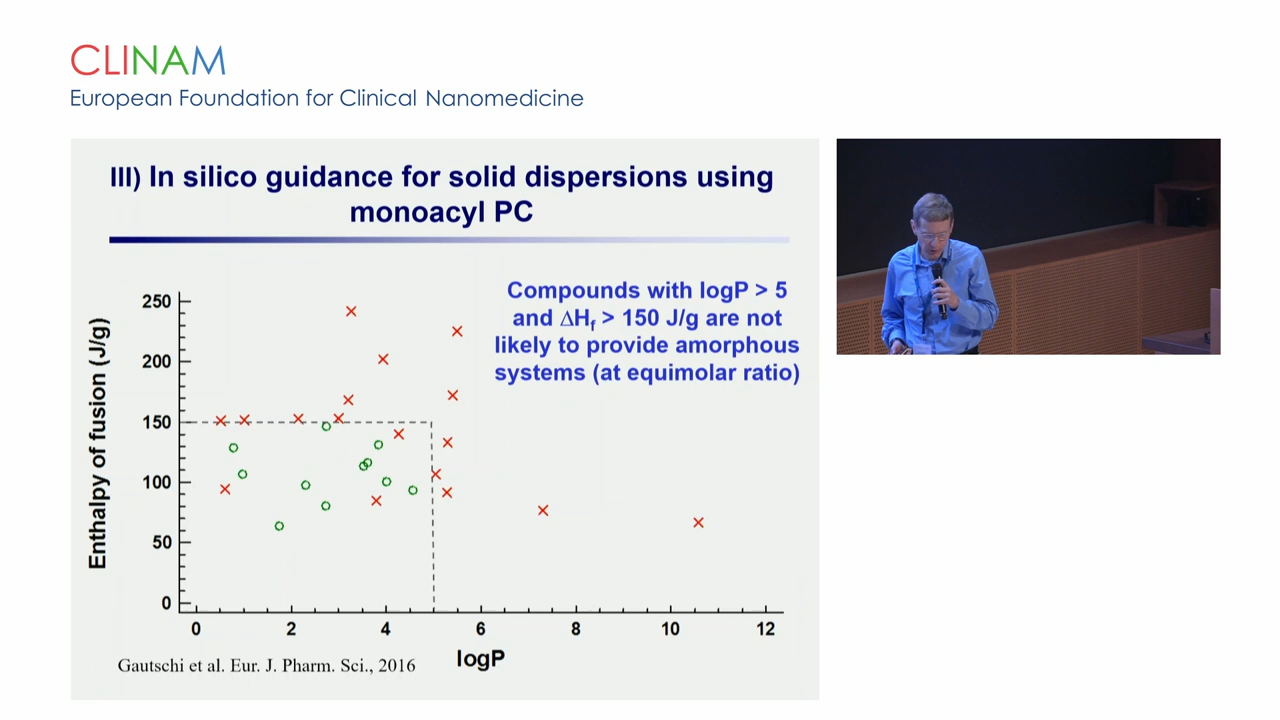 CLINAM
European Foundation for Clinical Nanomedicine
III) In silico guidance for solid dispersions using
monoacyl PC
Compounds with logP > 5
and ΔHf > 150 J/g are not
likely to provide amorphous
systems (at equimolar ratio)
Enthalpy of fusion (J/g)
250
200
150
100
50
0
0 2 4 6 8 10 12
logP
Gautschi et al. Eur. J. Pharm. Sci., 2016